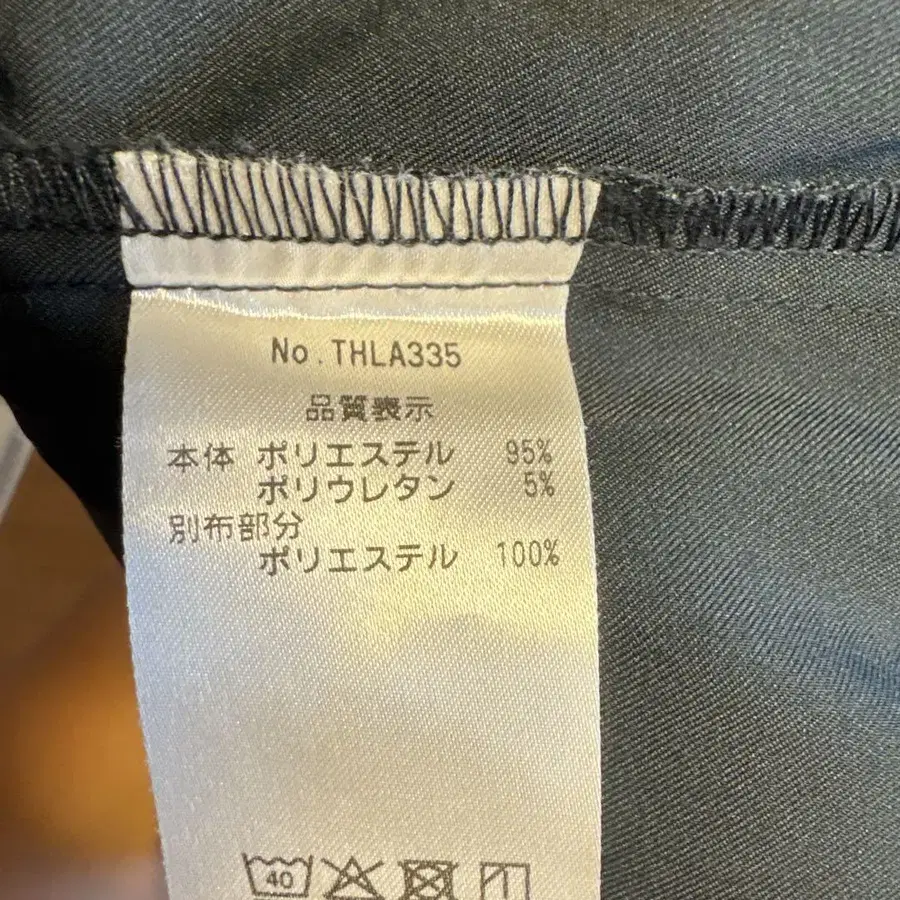 No.THLA335
品質表示
本体 ポリエステル 95%
ポリウレタン 5%
別布部分
ポリエステル 100%
40